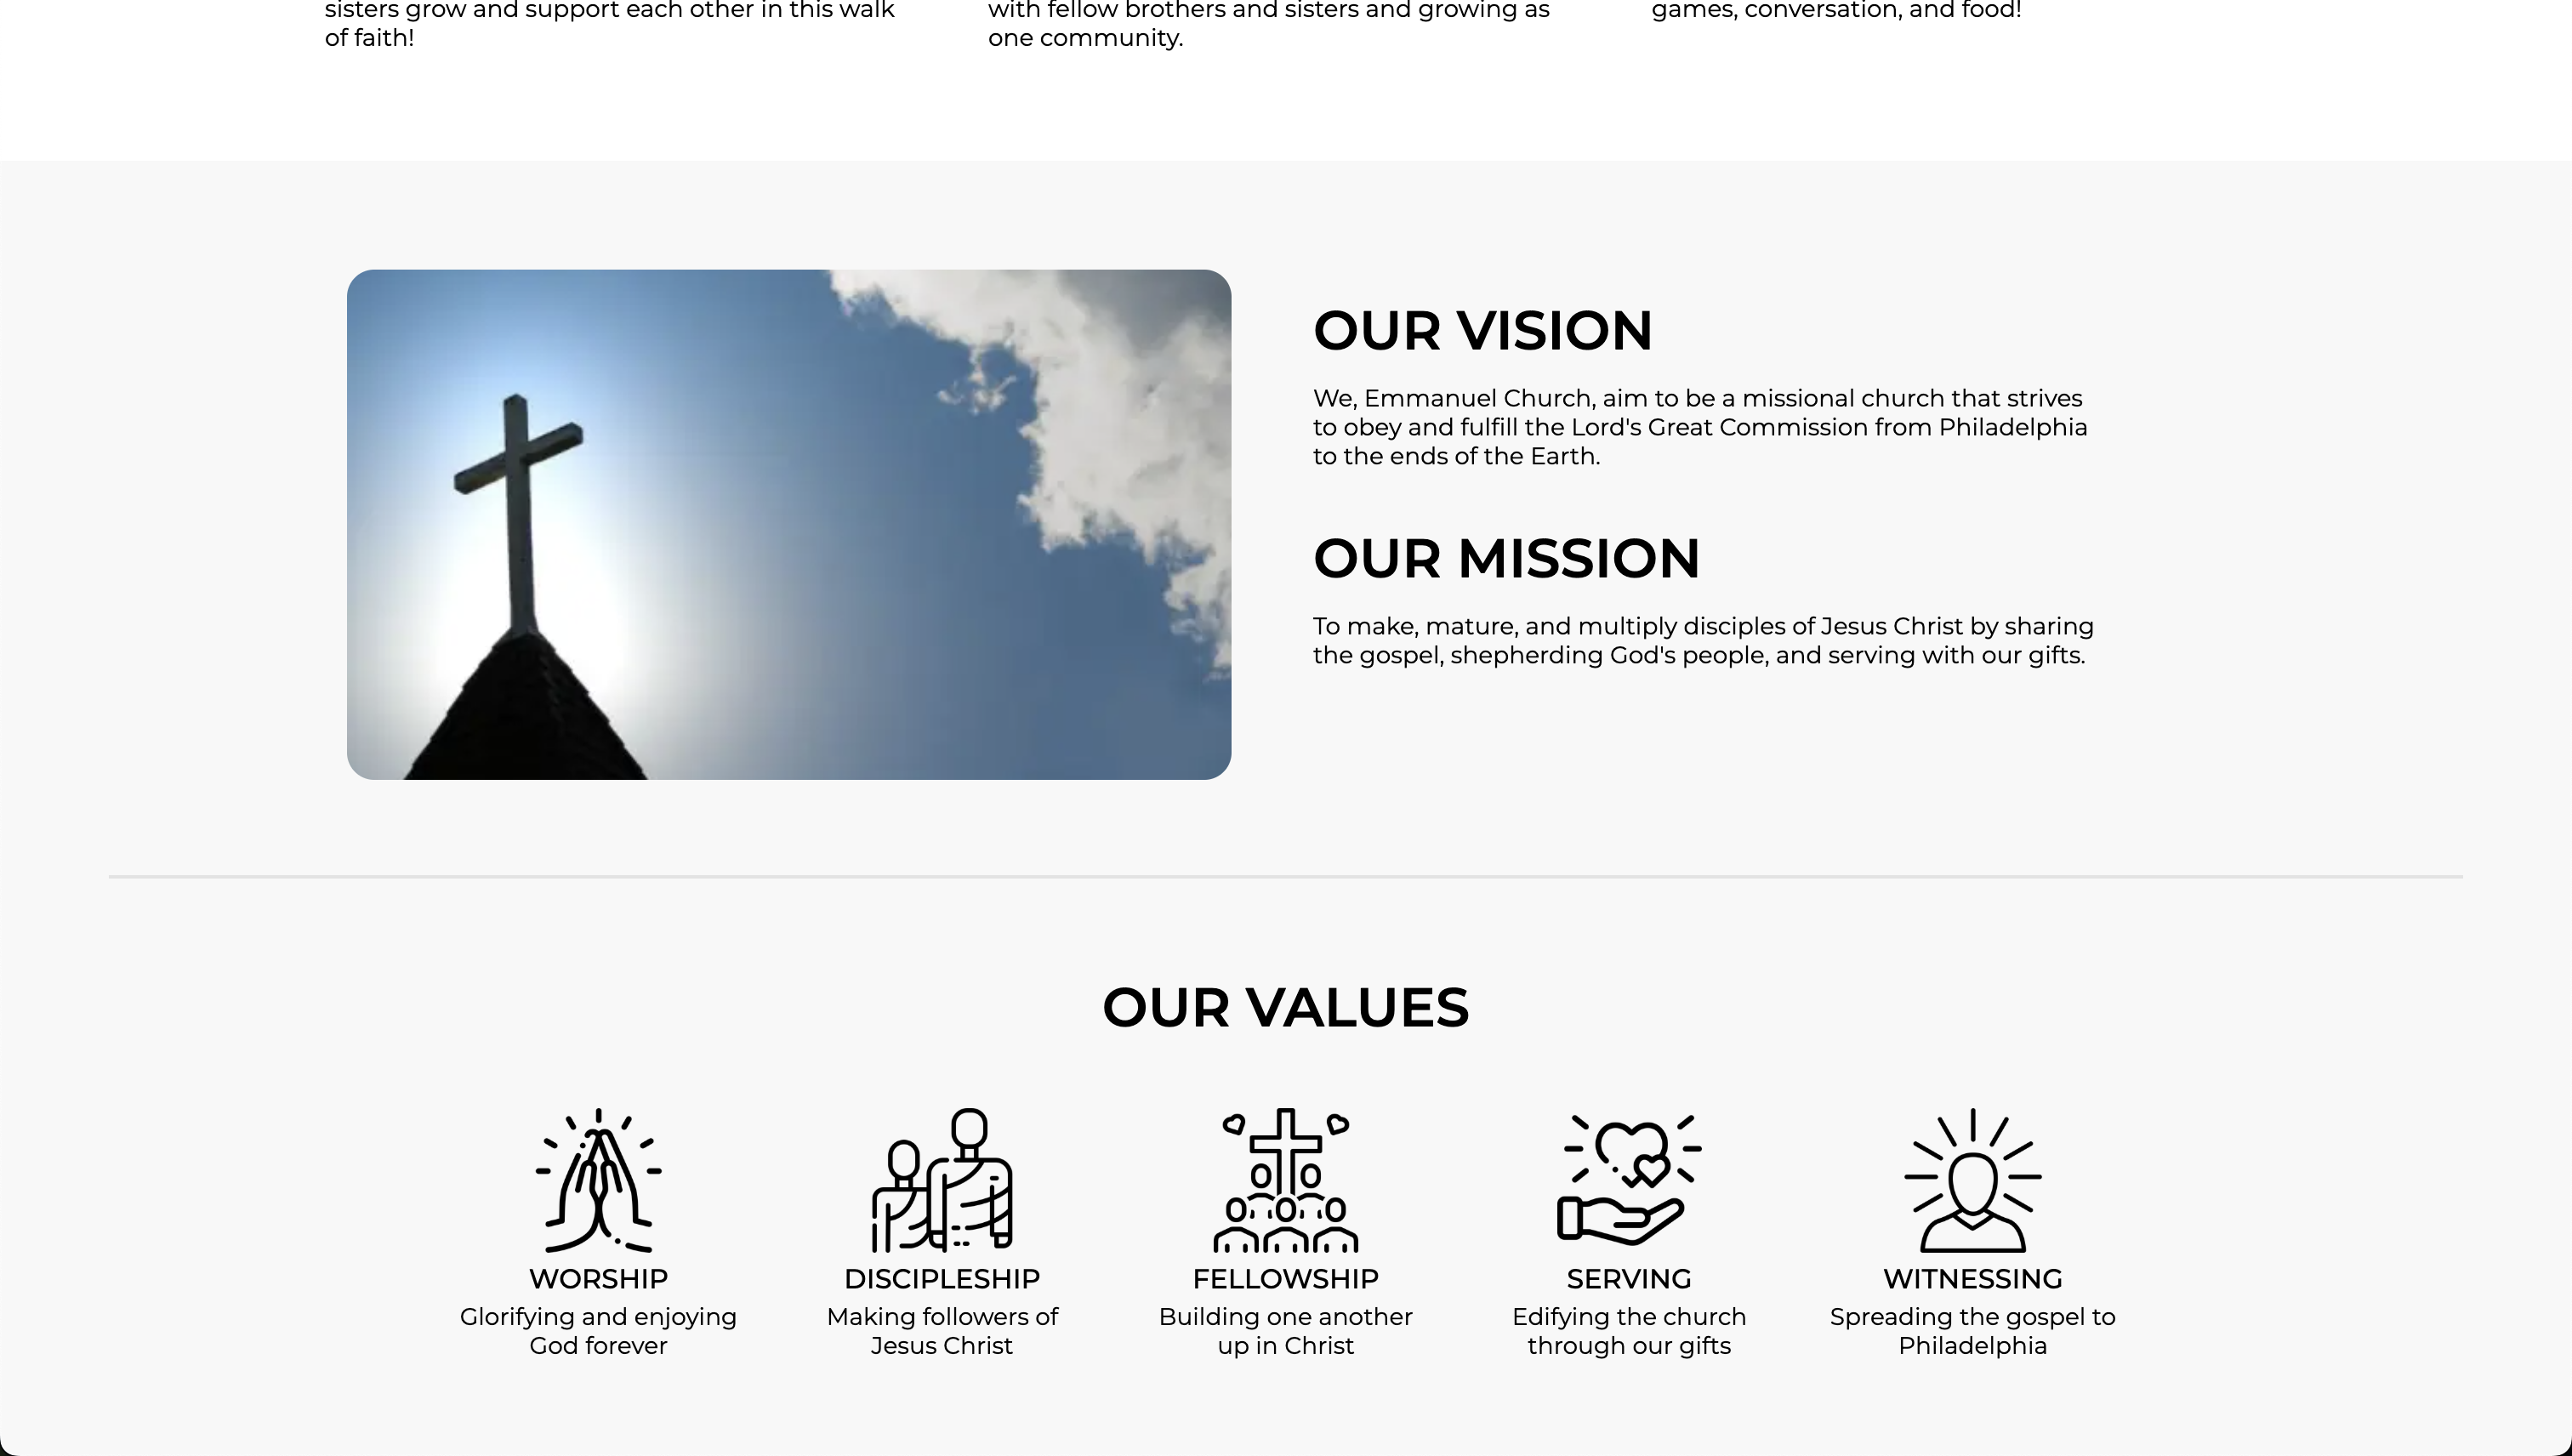 sisters grow and support each other in this walk
of faith!
with fellow brothers and sisters and growing as
one community.
games, conversation, and food!
OUR VISION
We, Emmanuel Church, aim to be a missional church that strives
to obey and fulfill the Lord's Great Commission from Philadelphia
to the ends of the Earth.
OUR MISSION
To make, mature, and multiply disciples of Jesus Christ by sharing
the gospel, shepherding God's people, and serving with our gifts.
OUR VALUES
WORSHIP
Glorifying and enjoying
God forever
DISCIPLESHIP
Making followers of
Jesus Christ
FELLOWSHIP
Building one another
up in Christ
SERVING
Edifying the church
through our gifts
WITNESSING
Spreading the gospel to
Philadelphia